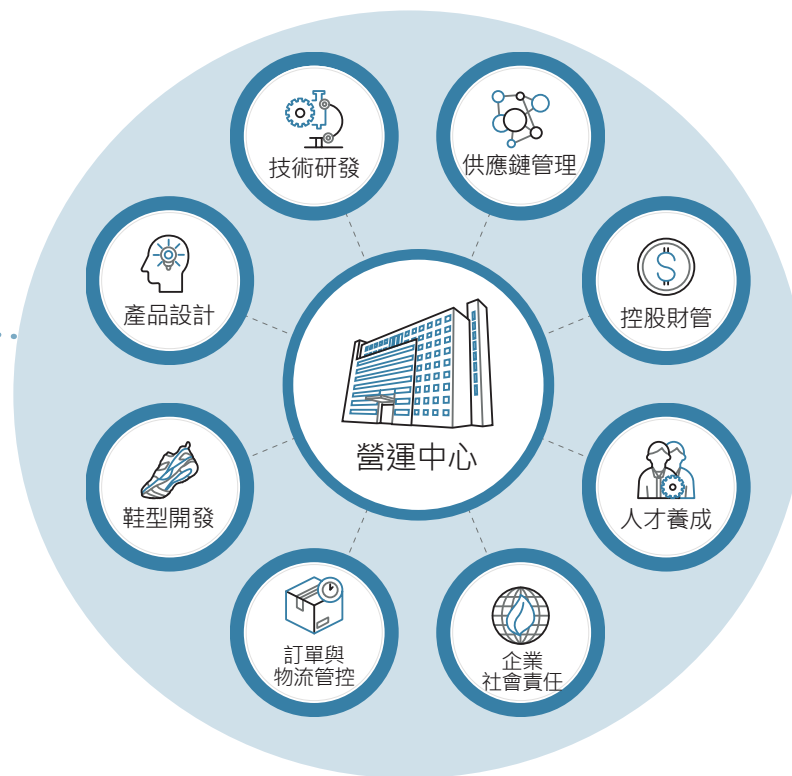 技術研發
供應鏈管理
產品設計
控股財管
營運中心
鞋型開發
人才養成
訂單與
物流管控
企業
社會責任